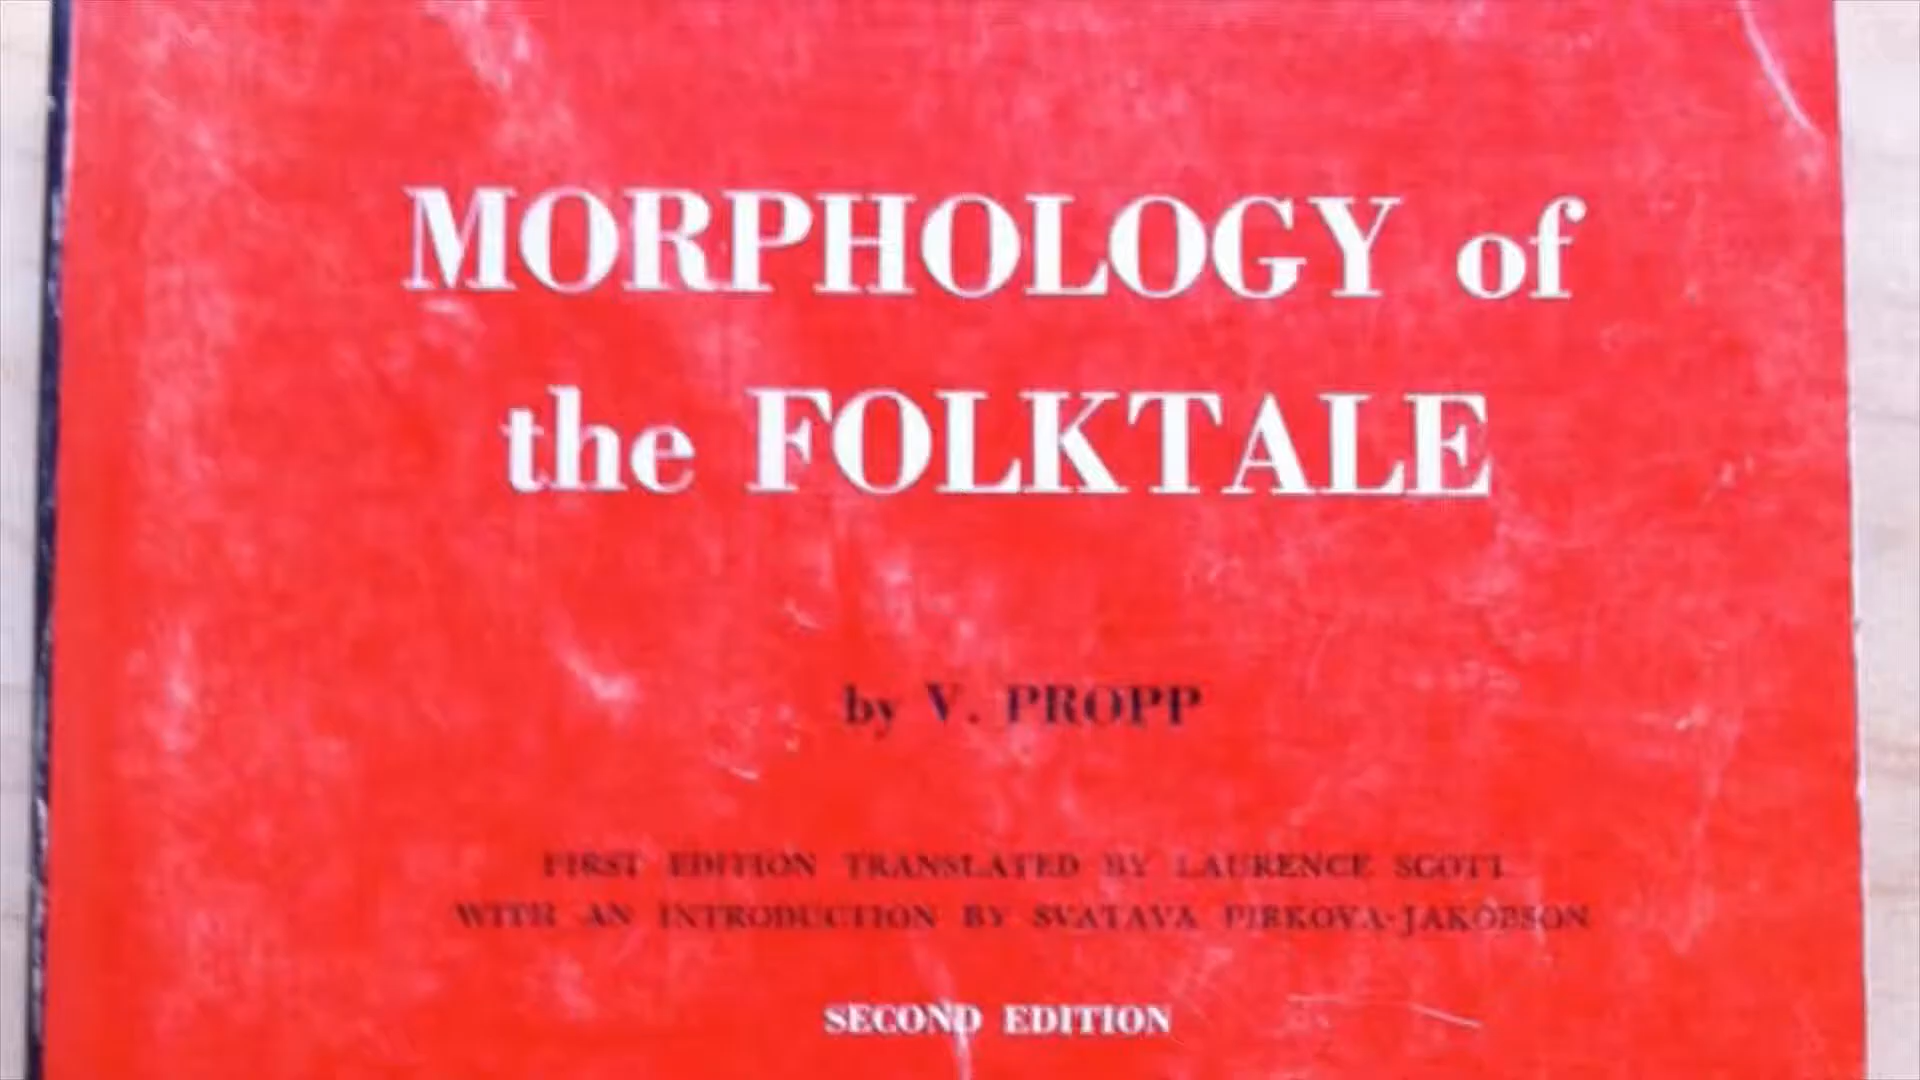 MORPHOLOGY of
the FOLKTALE
by V. PROPP
FIRST EDITION TRANSLATED BY LAURENCE SCOTT
WITH AN INTRODUCTION BY SVATAVA PIRKOVA-JAKOBSON
SECOND EDITION